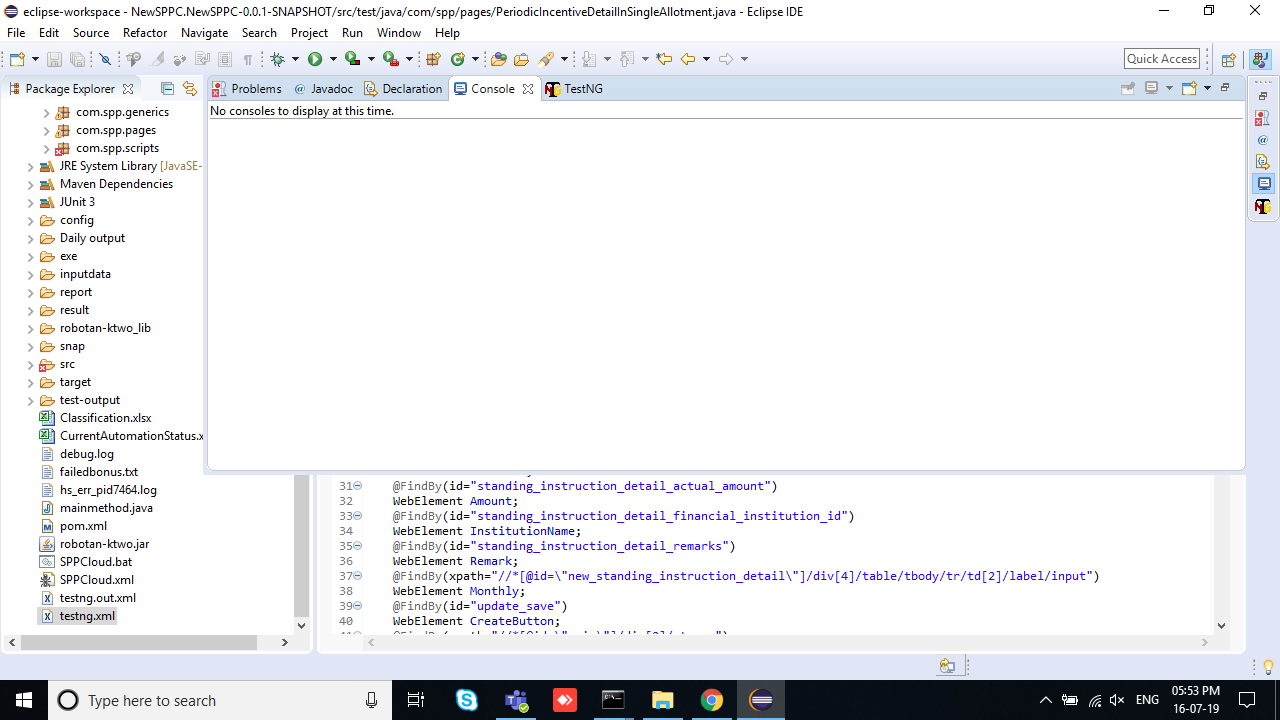 eclipse-workspace - NewSPPC.NewSPPC-0.0.1-SNAPSHOT/src/test/java/com/spp/pages/PeriodicIncentiveDetailInSingleAllotment.java - Eclipse IDE
File Edit Source Refactor Navigate Search Project Run Window Help
Quick Access
Package Explorer
Problems Javadoc Declaration Console TestNG
No consoles to display at this time.
com.spp.generics
com.spp.pages
com.spp.scripts
JRE System Library [JavaSE-
Maven Dependencies
JUnit 3
config
Daily output
exe
inputdata
report
result
robotan-ktwo_lib
snap
src
target
test-output
Classification.xlsx
CurrentAutomationStatus.x
debug.log
failedbonus.txt
hs_err_pid7464.log
mainmethod.java
pom.xml
robotan-ktwo.jar
SPPCloud.bat
SPPCloud.xml
testng.out.xml
testng.xml
31 @FindBy(id="standing_instruction_detail_actual_amount")
32 WebElement Amount;
33 @FindBy(id="standing_instruction_detail_financial_institution_id")
34 WebElement InstitutionName;
35 @FindBy(id="standing_instruction_detail_remarks")
36 WebElement Remark;
37 @FindBy(xpath="//*[@id=\"new_standing_instruction_detail\"]/div[4]/table/tbody/tr/td[2]/label/input")
38 WebElement Monthly;
39 @FindBy(id="update_save")
40 WebElement CreateButton;
Type here to search
ENG
05:53 PM
16-07-19